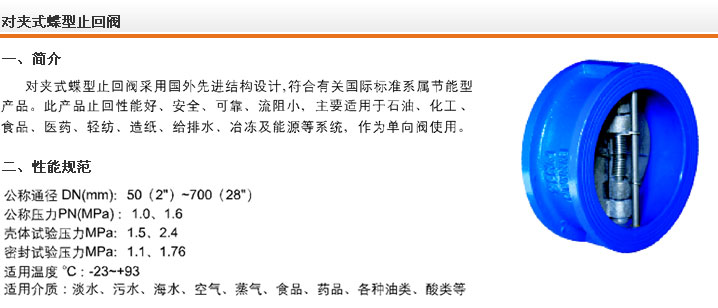 对夹式蝶型止回阀
一、简介
对夹式蝶型止回阀采用国外先进结构设计,符合有关国际标准系属节能型
产品。此产品止回性能好、安全、可靠、流阻小、主要适用于石油、化工、
食品、医药、轻纺、造纸、给排水、冶冻及能源等系统,作为单向阀使用。
二、性能规范
公称通径 DN(mm): 50（2"）~700（28"）
公称压力PN(MPa)： 1.0、1.6
壳体试验压力MPa: 1.5、2.4
密封试验压力MPa: 1.1、1.76
适用温度 ℃ : -23~+93
适用介质：淡水、污水、海水、空气、蒸气、食品、药品、各种油类、酸类等